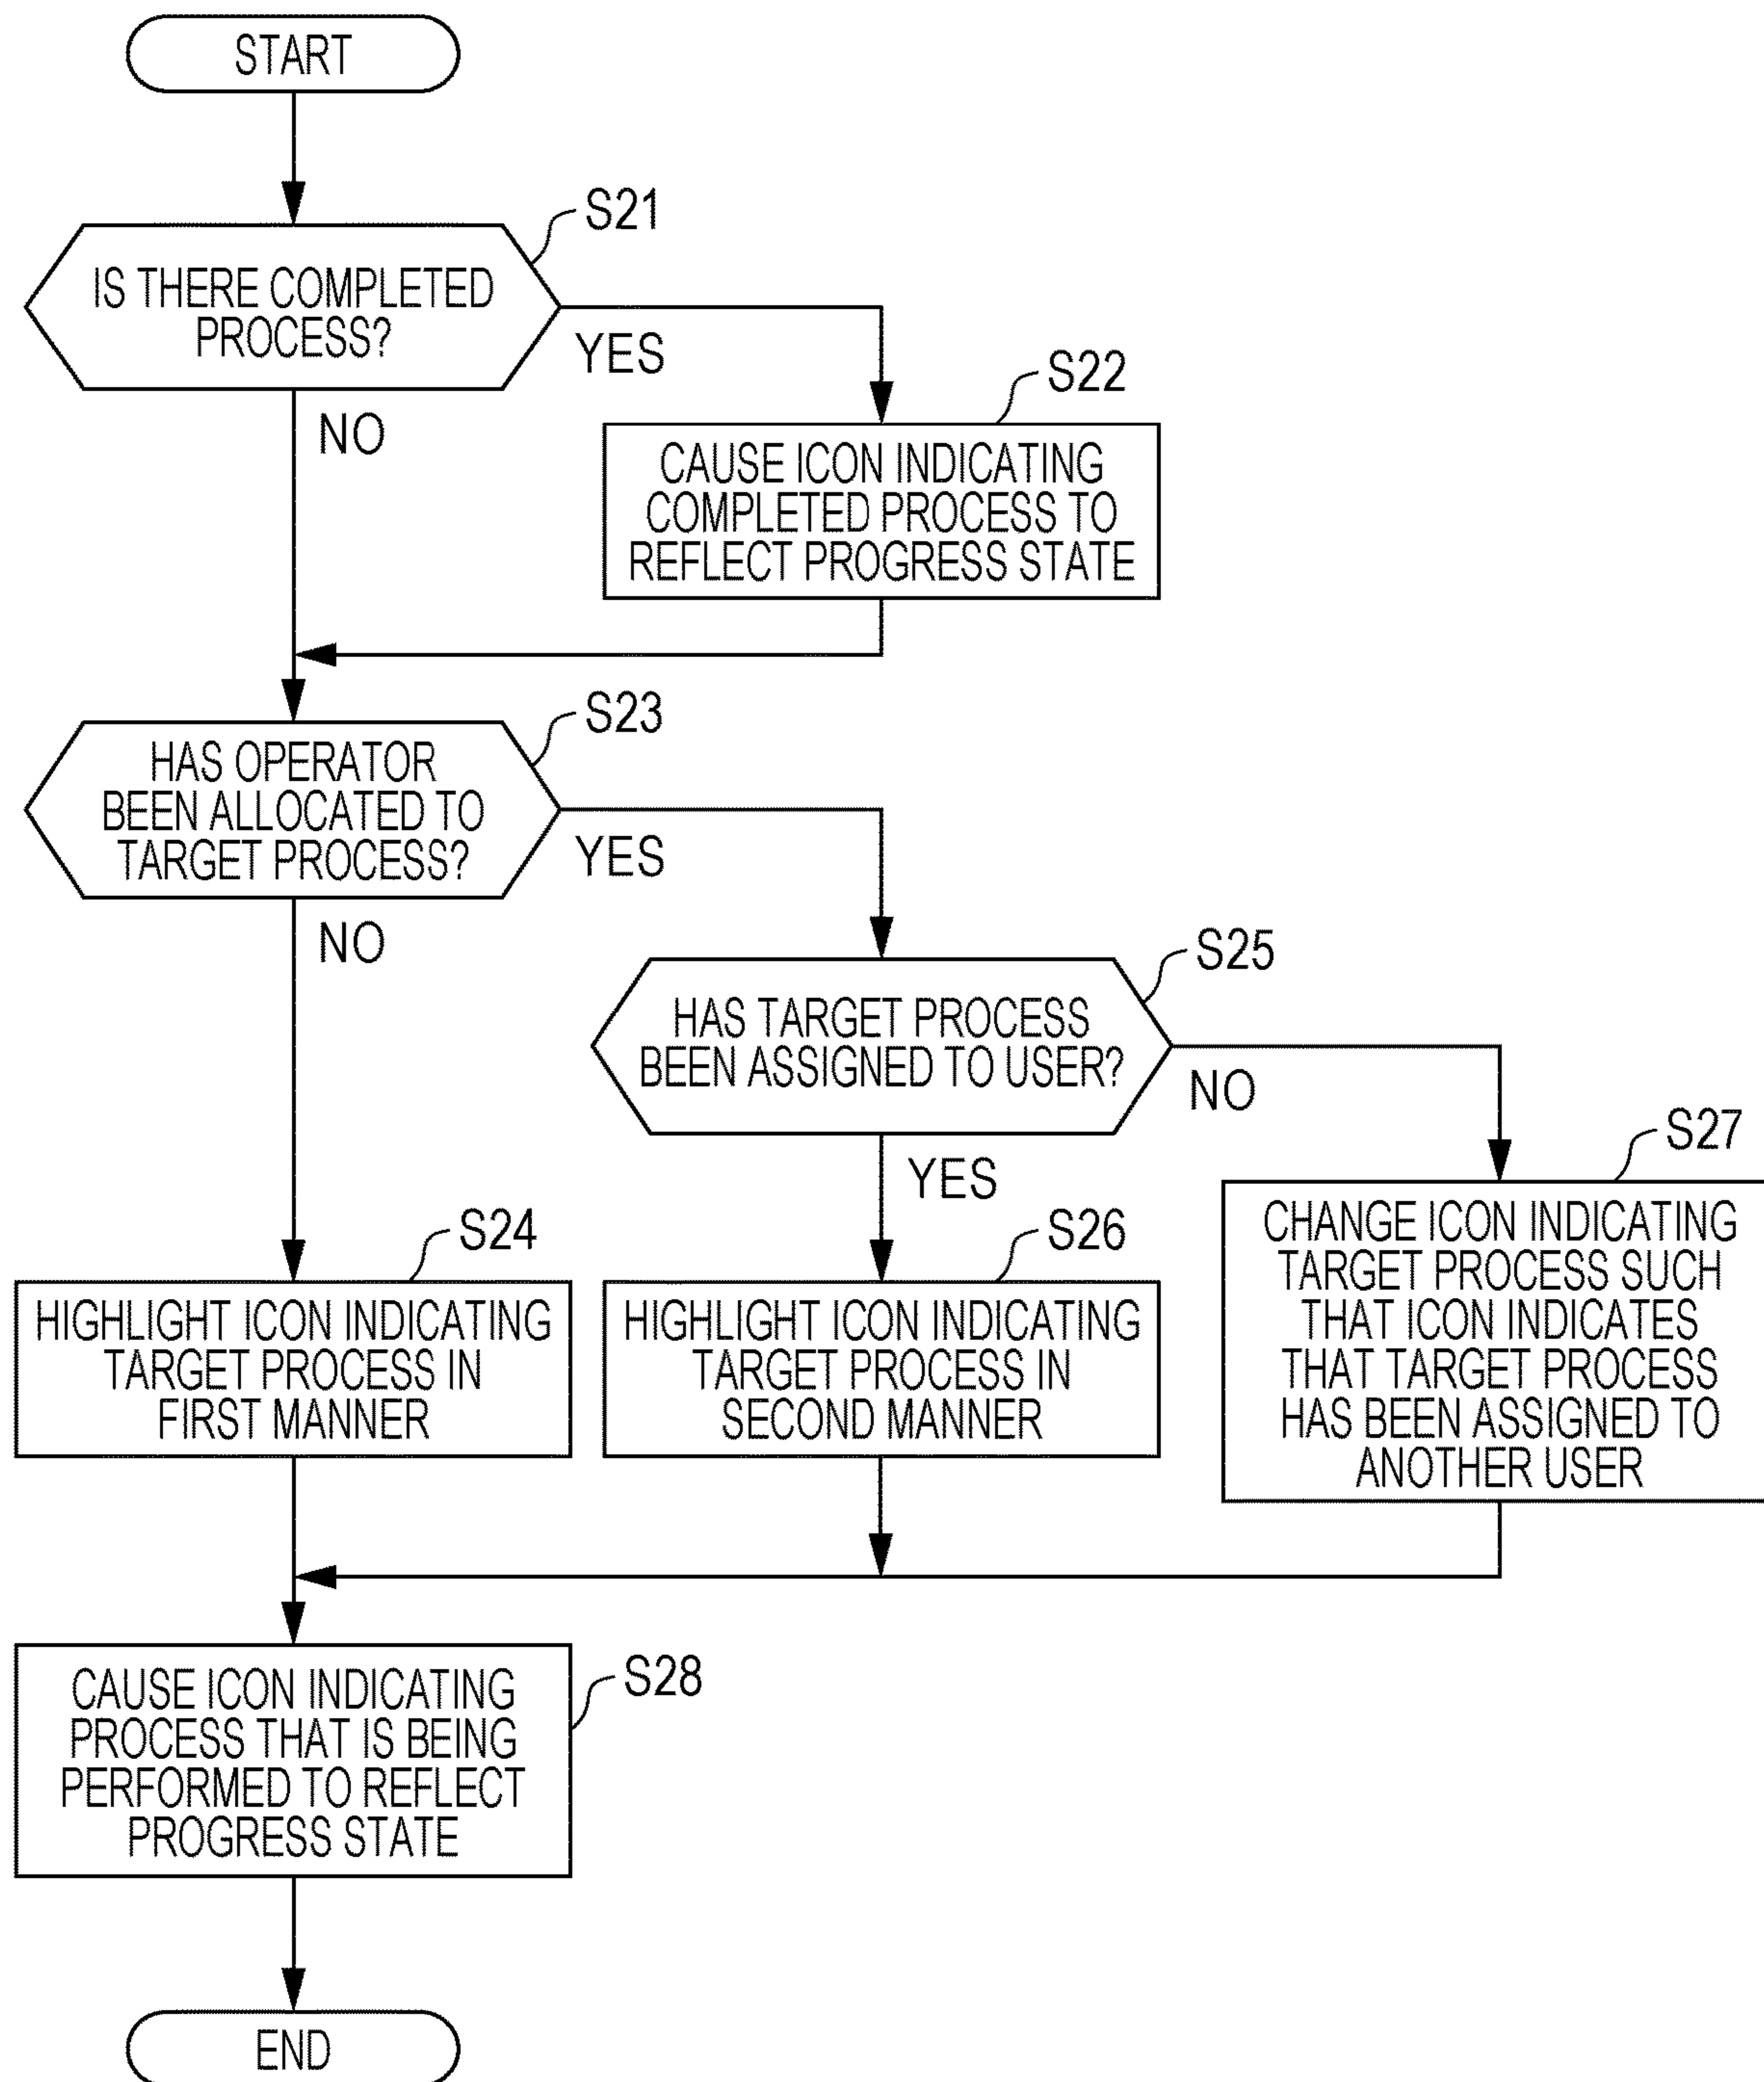 START
S21
IS THERE COMPLETED
PROCESS?
YES
NO
S22
CAUSE ICON INDICATING
COMPLETED PROCESS TO
REFLECT PROGRESS STATE
S23
HAS OPERATOR
BEEN ALLOCATED TO
TARGET PROCESS?
YES
NO
S25
HAS TARGET PROCESS
BEEN ASSIGNED TO USER?
NO
YES
S24
HIGHLIGHT ICON INDICATING
TARGET PROCESS IN
FIRST MANNER
S26
HIGHLIGHT ICON INDICATING
TARGET PROCESS IN
SECOND MANNER
S27
CHANGE ICON INDICATING
TARGET PROCESS SUCH
THAT ICON INDICATES
THAT TARGET PROCESS
HAS BEEN ASSIGNED TO
ANOTHER USER
S28
CAUSE ICON INDICATING
PROCESS THAT IS BEING
PERFORMED TO REFLECT
PROGRESS STATE
END